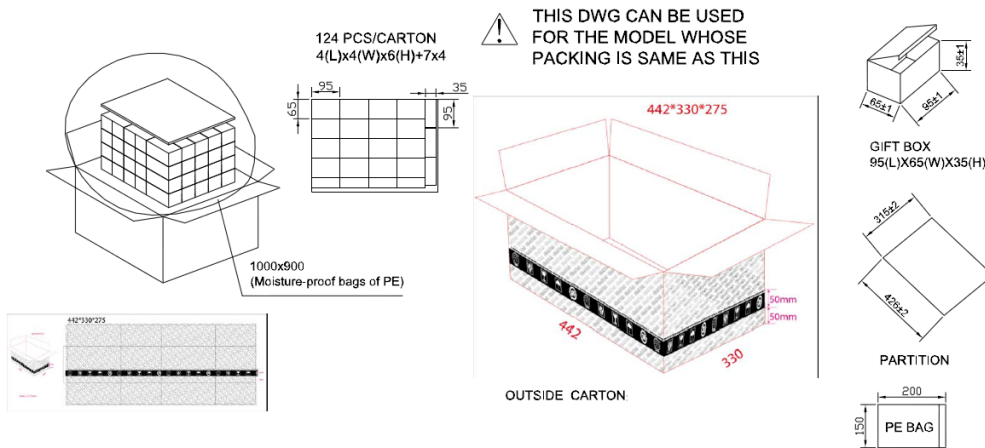 124 PCS/CARTON
4(L)x4(W)x6(H)+7x4
95
35
65
95
1000x900
(Moisture-proof bags of PE)
442*330*275
THIS DWG CAN BE USED
FOR THE MODEL WHOSE
PACKING IS SAME AS THIS
442*330*275
50mm
50mm
442
330
OUTSIDE CARTON
35±1
65±1
95±1
GIFT BOX
95(L)X65(W)X35(H)
315±2
426±2
PARTITION
200
150
PE BAG